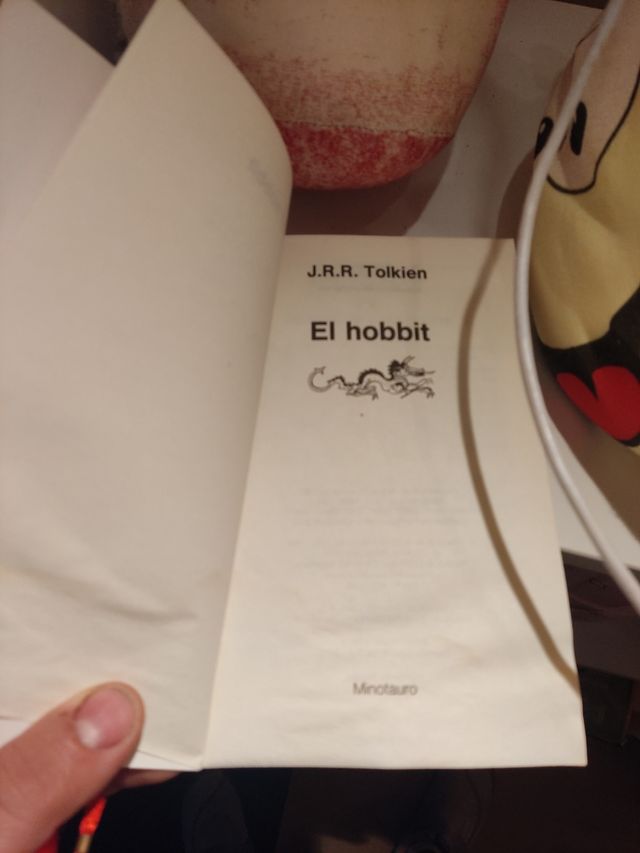 J.R.R. Tolkien
El hobbit
Minotauro